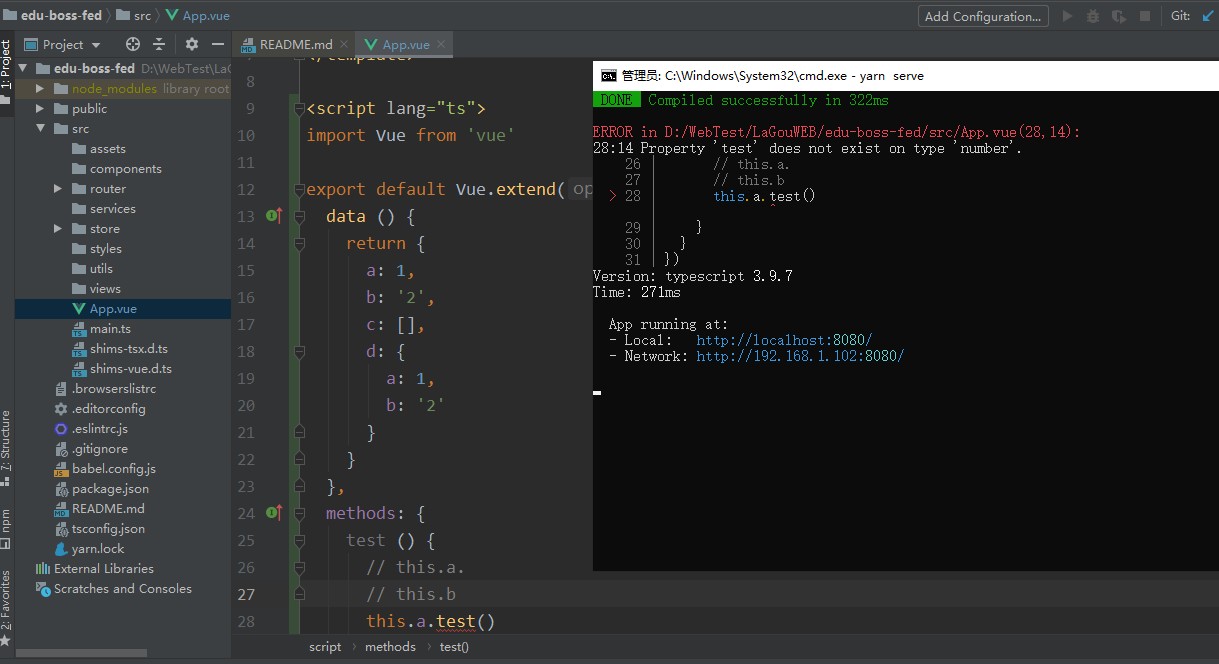 edu-boss-fed
src
App.vue
Add Configuration...
Git:
1: Project
Project
README.md
App.vue
edu-boss-fed D:\WebTest\LaG
node_modules library root
public
src
assets
components
router
services
store
styles
utils
views
App.vue
main.ts
shims-tsx.d.ts
shims-vue.d.ts
.browserslistrc
.editorconfig
.eslintrc.js
.gitignore
babel.config.js
package.json
README.md
tsconfig.json
yarn.lock
External Libraries
Scratches and Consoles
7: Structure
npm
2: Favorites
</template>
8
9 <script lang="ts">
10 import Vue from 'vue'
11
12 export default Vue.extend( op
13 data () {
14 return {
15 a: 1,
16 b: '2',
17 c: [],
18 d: {
19 a: 1,
20 b: '2'
21 }
22 }
23 },
24 methods: {
25 test () {
26 // this.a.
27 // this.b
28 this.a.test()
script
methods
test()
管理员: C:\Windows\System32\cmd.exe - yarn serve
DONE Compiled successfully in 322ms
ERROR in D:/WebTest/LaGouWEB/edu-boss-fed/src/App.vue(28,14):
28:14 Property 'test' does not exist on type 'number'.
26 | // this.a.
27 | // this.b
> 28 | this.a.test()
| ^
29 | }
30 | }
31 | })
Version: typescript 3.9.7
Time: 271ms
App running at:
- Local: http://localhost:8080/
- Network: http://192.168.1.102:8080/